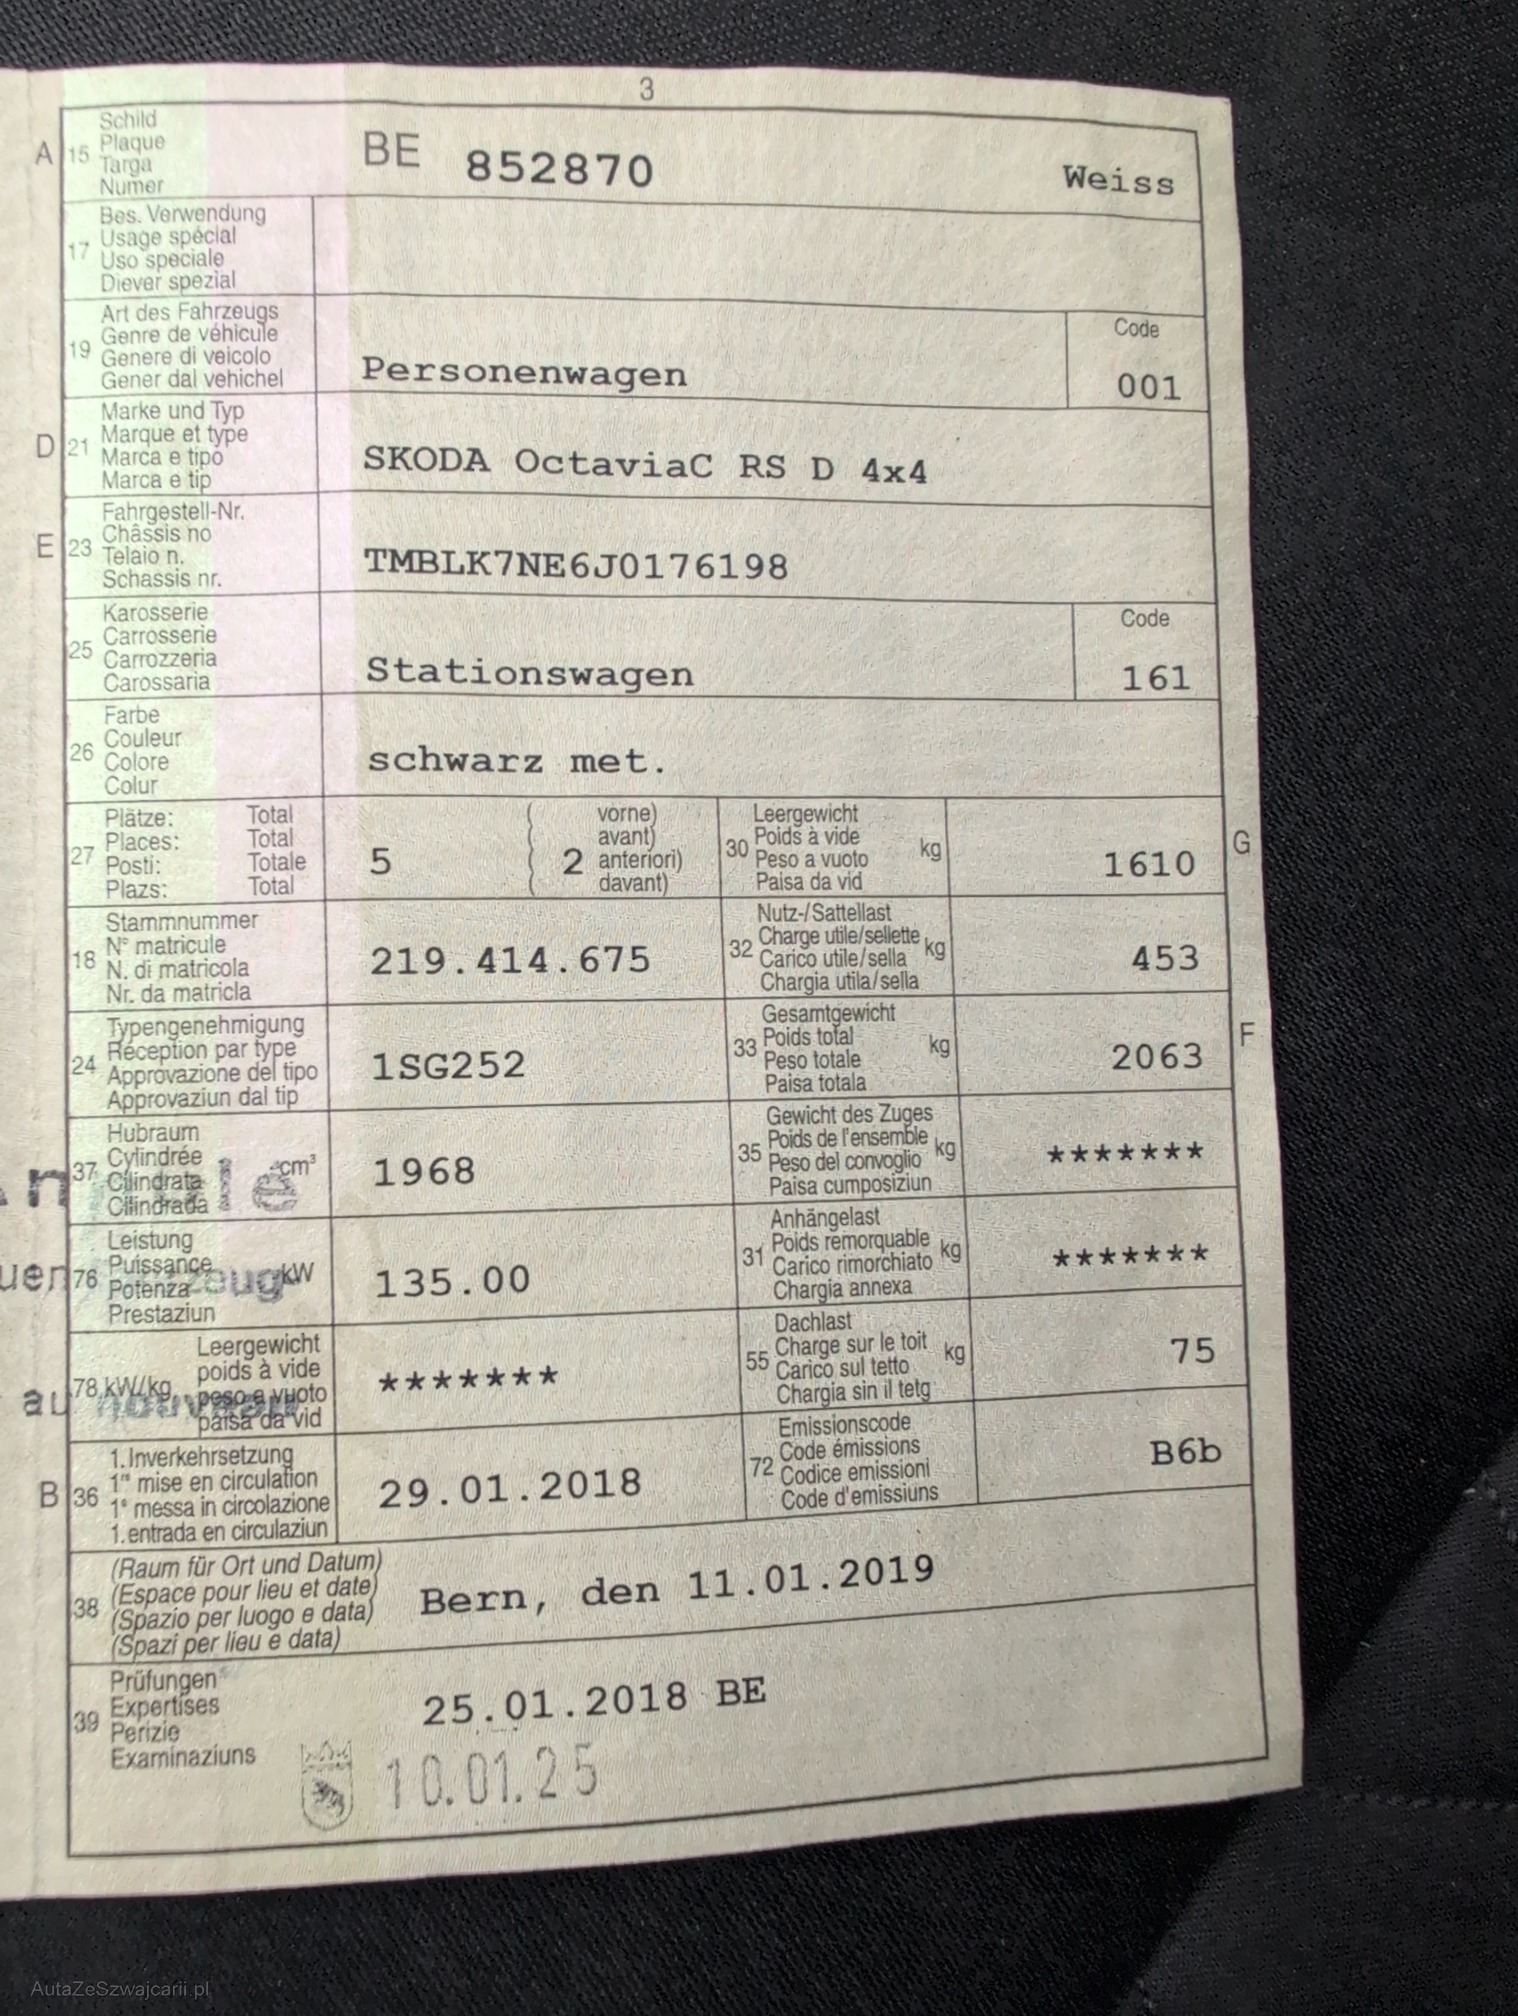 3
A 15 Schild
Plaque
Targa
Numer
BE 852870 Weiss
17 Bes. Verwendung
Usage spécial
Uso speciale
Diever spezial
19 Art des Fahrzeugs
Genre de véhicule
Genere di veicolo
Gener dal vehichel
Personenwagen
Code
001
D 21 Marke und Typ
Marque et type
Marca e tipo
Marca e tip
SKODA OctaviaC RS D 4x4
E 23 Fahrgestell-Nr.
Châssis no
Telaio n.
Schassis nr.
TMBLK7NE6J0176198
25 Karosserie
Carrosserie
Carrozzeria
Carossaria
Stationswagen
Code
161
26 Farbe
Couleur
Colore
Colur
schwarz met.
27 Plätze: Total
Places: Total
Posti: Totale
Plazs: Total
5
( vorne)
( avant)
( 2 anteriori)
( davant)
30 Leergewicht
Poids à vide
Peso a vuoto
Paisa da vid
kg
1610
G
18 Stammnummer
N° matricule
N. di matricola
Nr. da matricla
219.414.675
32 Nutz-/Sattellast
Charge utile/sellette
Carico utile/sella
Chargia utila/sella
kg
453
24 Typengenehmigung
Réception par type
Approvazione del tipo
Approvaziun dal tip
1SG252
33 Gesamtgewicht
Poids total
Peso totale
Paisa totala
kg
2063
F
37 Hubraum
Cylindrée
Cilindrata
Cilindrada
cm³
1968
35 Gewicht des Zuges
Poids de l'ensemble
Peso del convoglio
Paisa cumposiziun
kg
*******
76 Leistung
Puissance
Potenza
Prestaziun
kW
135.00
31 Anhängelast
Poids remorquable
Carico rimorchiato
Chargia annexa
kg
*******
78 kW/kg Leergewicht
poids à vide
peso a vuoto
paisa da vid
*******
au nouveau
55 Dachlast
Charge sur le toit
Carico sul tetto
Chargia sin il tetg
kg
75
B 36 1.Inverkehrsetzung
1re mise en circulation
1a messa in circolazione
1.entrada en circulaziun
29.01.2018
72 Emissionscode
Code émissions
Codice emissioni
Code d'emissiuns
B6b
38 (Raum für Ort und Datum)
(Espace pour lieu et date)
(Spazio per luogo e data)
(Spazi per lieu e data)
Bern, den 11.01.2019
39 Prüfungen
Expertises
Perizie
Examinaziuns
25.01.2018 BE
10.01.25
AutaZeSzwajcarii.pl